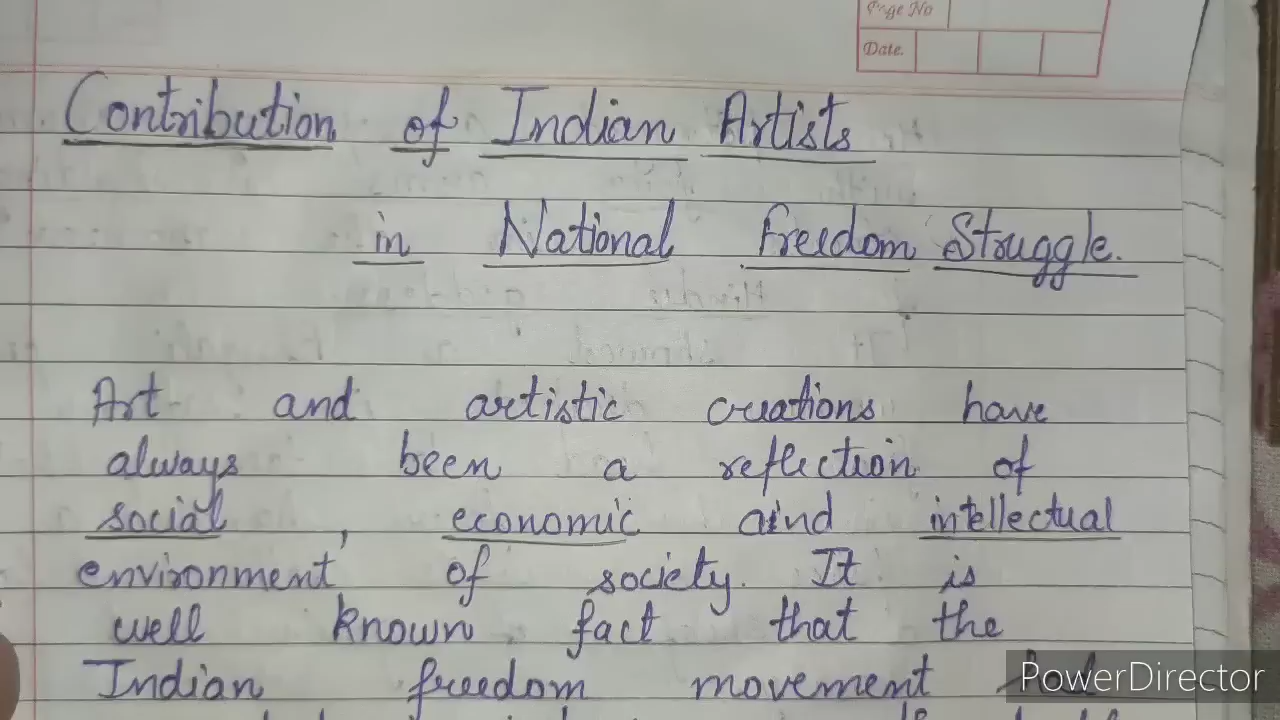 Page No
Date.
Contribution of Indian Artists
in National Freedom Struggle.
Art and artistic creations have
always been a reflection of
social, economic and intellectual
environment of society. It is
well known fact that the
Indian freedom movement had
PowerDirector